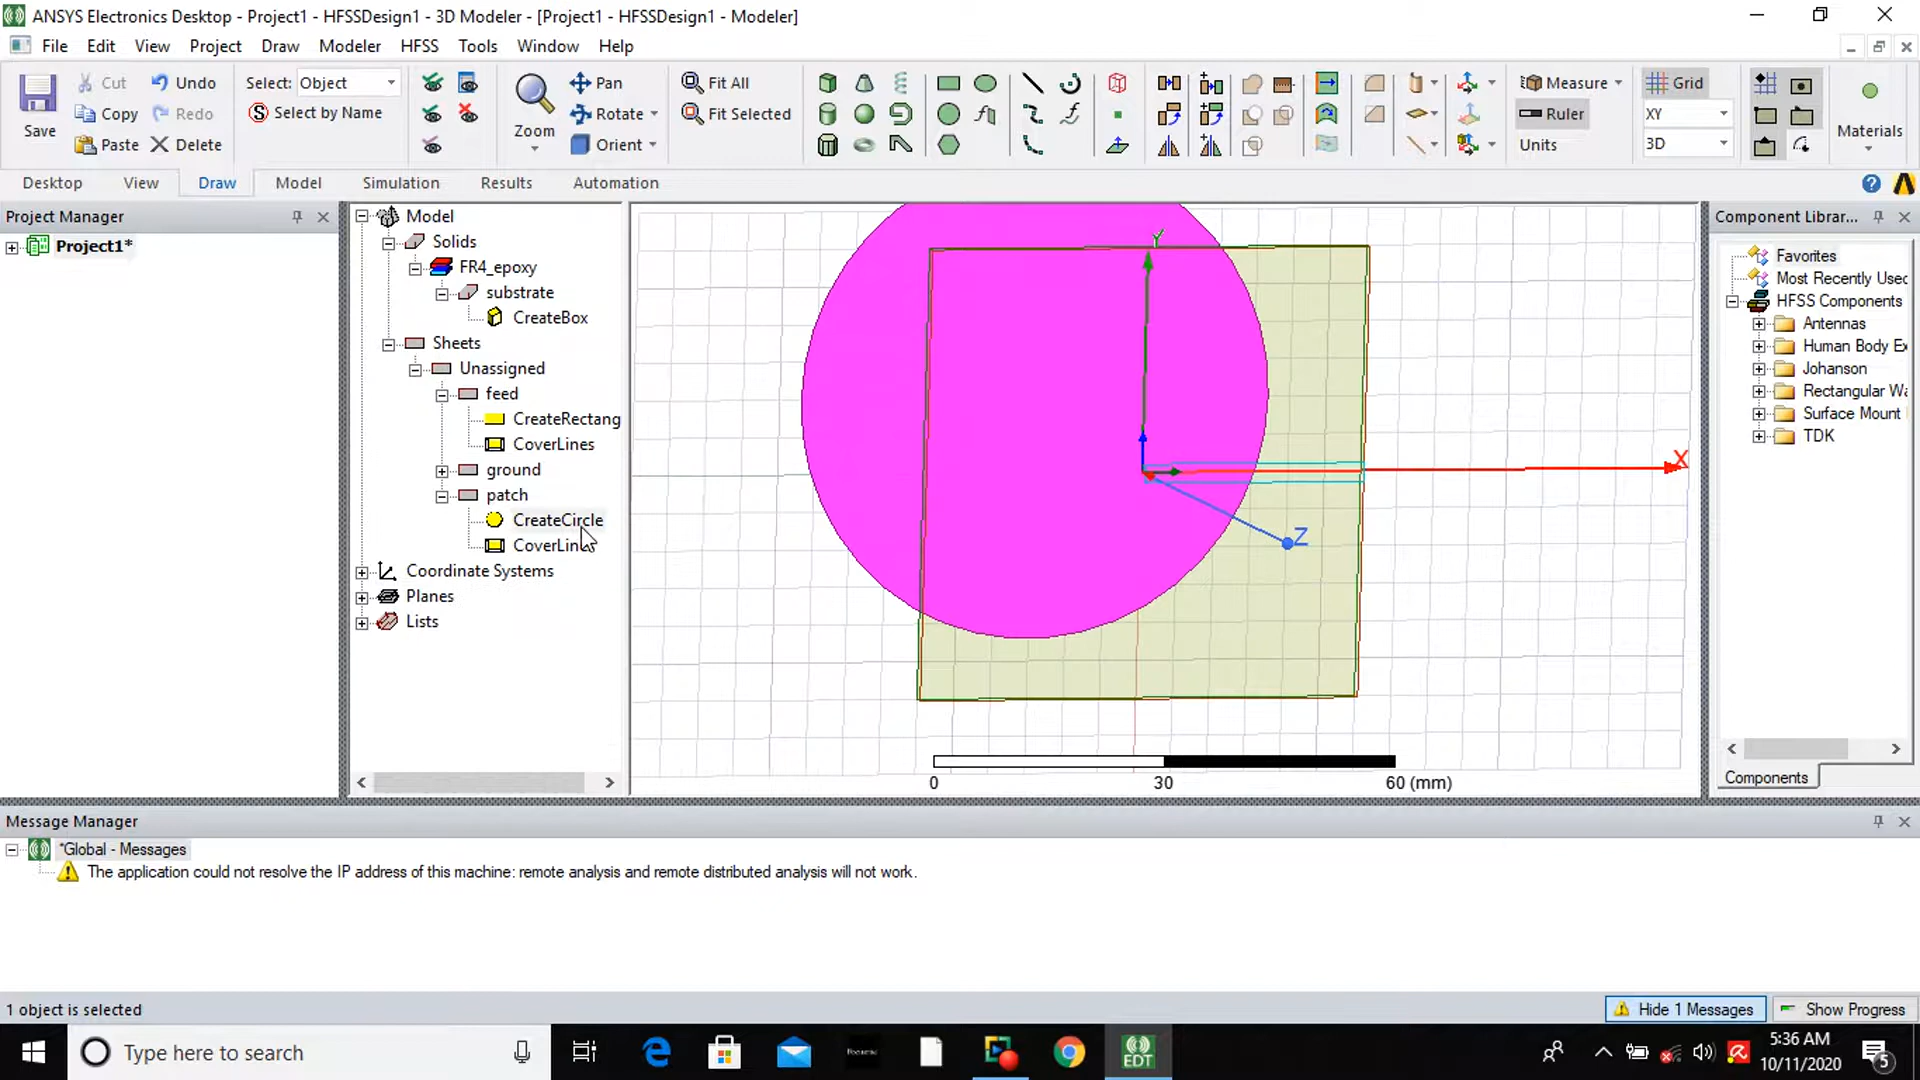 ANSYS Electronics Desktop - Project1 - HFSSDesign1 - 3D Modeler - [Project1 - HFSSDesign1 - Modeler]
File Edit View Project Draw Modeler HFSS Tools Window Help
Save
Cut
Copy
Paste
Undo
Redo
Delete
Select: Object
Select by Name
Zoom
Pan
Rotate
Orient
Fit All
Fit Selected
Measure
Ruler
Units
Grid
XY
3D
Materials
Desktop View Draw Model Simulation Results Automation
Project Manager
Project1*
Model
Solids
FR4_epoxy
substrate
CreateBox
Sheets
Unassigned
feed
CreateRectang
CoverLines
ground
patch
CreateCircle
CoverLines
Coordinate Systems
Planes
Lists
Y
X
Z
0 30 60 (mm)
Component Librar...
Favorites
Most Recently Used
HFSS Components
Antennas
Human Body Ex
Johanson
Rectangular Wa
Surface Mount
TDK
Components
Message Manager
*Global - Messages
The application could not resolve the IP address of this machine: remote analysis and remote distributed analysis will not work.
1 object is selected
Hide 1 Messages
Show Progress
Type here to search
EDT
5:36 AM
10/11/2020
5